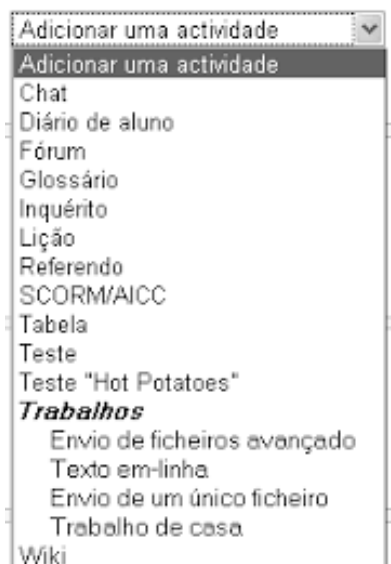 Adicionar uma actividade
Adicionar uma actividade
Chat
Diário de aluno
Fórum
Glossário
Inquérito
Lição
Referendo
SCORM/AICC
Tabela
Teste
Teste "Hot Potatoes"
Trabalhos
Envio de ficheiros avançado
Texto em-linha
Envio de um único ficheiro
Trabalho de casa
Wiki